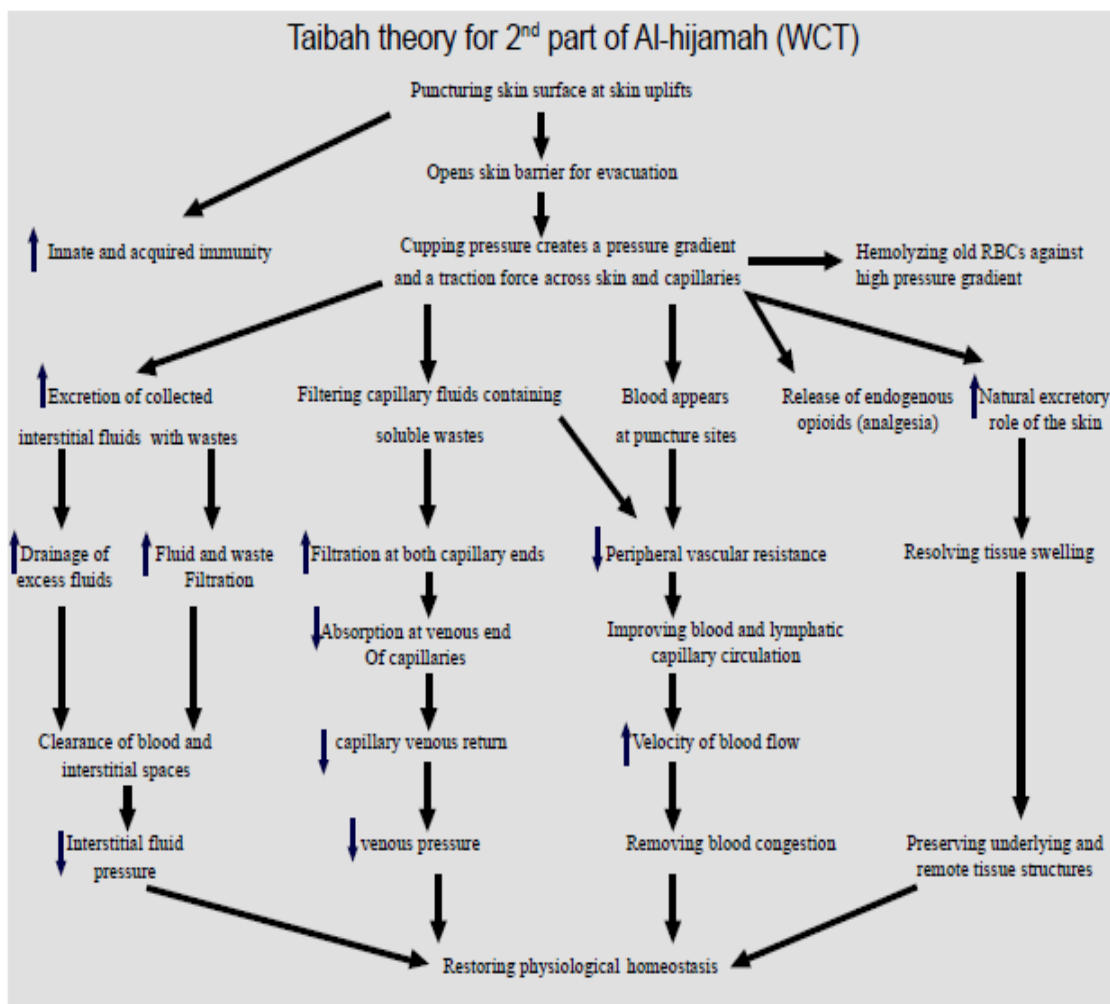 Taibah theory for 2nd part of Al-hijamah (WCT)
Puncturing skin surface at skin uplifts
Opens skin barrier for evacuation
Innate and acquired immunity
Cupping pressure creates a pressure gradient
and a traction force across skin and capillaries
Hemolyzing old RBCs against
high pressure gradient
Excretion of collected
interstitial fluids with wastes
Filtering capillary fluids containing
soluble wastes
Blood appears
at puncture sites
Release of endogenous
opioids (analgesia)
Natural excretory
role of the skin
Drainage of
excess fluids
Fluid and waste
Filtration
Filtration at both capillary ends
Peripheral vascular resistance
Resolving tissue swelling
Absorption at venous end
Of capillaries
Improving blood and lymphatic
capillary circulation
Clearance of blood and
interstitial spaces
capillary venous return
Velocity of blood flow
Interstitial fluid
pressure
venous pressure
Removing blood congestion
Preserving underlying and
remote tissue structures
Restoring physiological homeostasis